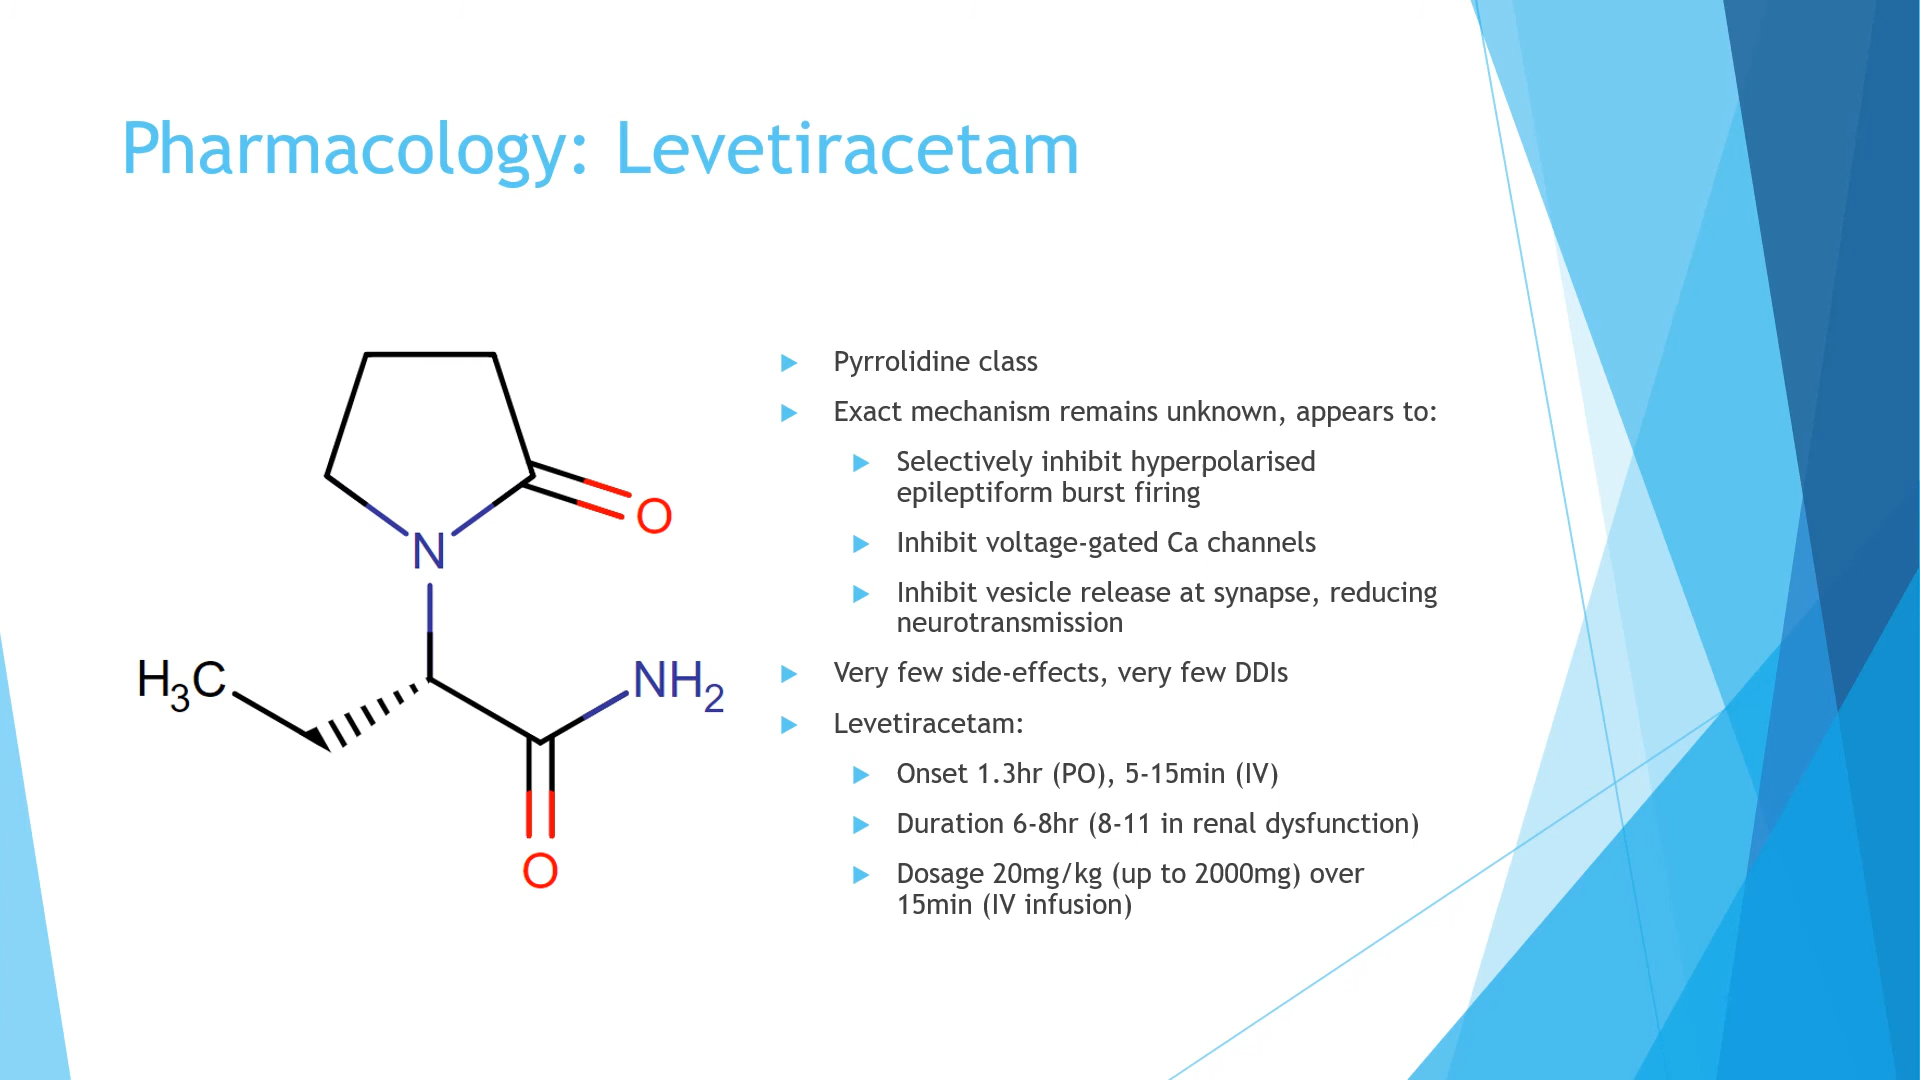 Pharmacology: Levetiracetam
N
O
H3C
NH2
O
Pyrrolidine class
Exact mechanism remains unknown, appears to:
Selectively inhibit hyperpolarised
epileptiform burst firing
Inhibit voltage-gated Ca channels
Inhibit vesicle release at synapse, reducing
neurotransmission
Very few side-effects, very few DDIs
Levetiracetam:
Onset 1.3hr (PO), 5-15min (IV)
Duration 6-8hr (8-11 in renal dysfunction)
Dosage 20mg/kg (up to 2000mg) over
15min (IV infusion)